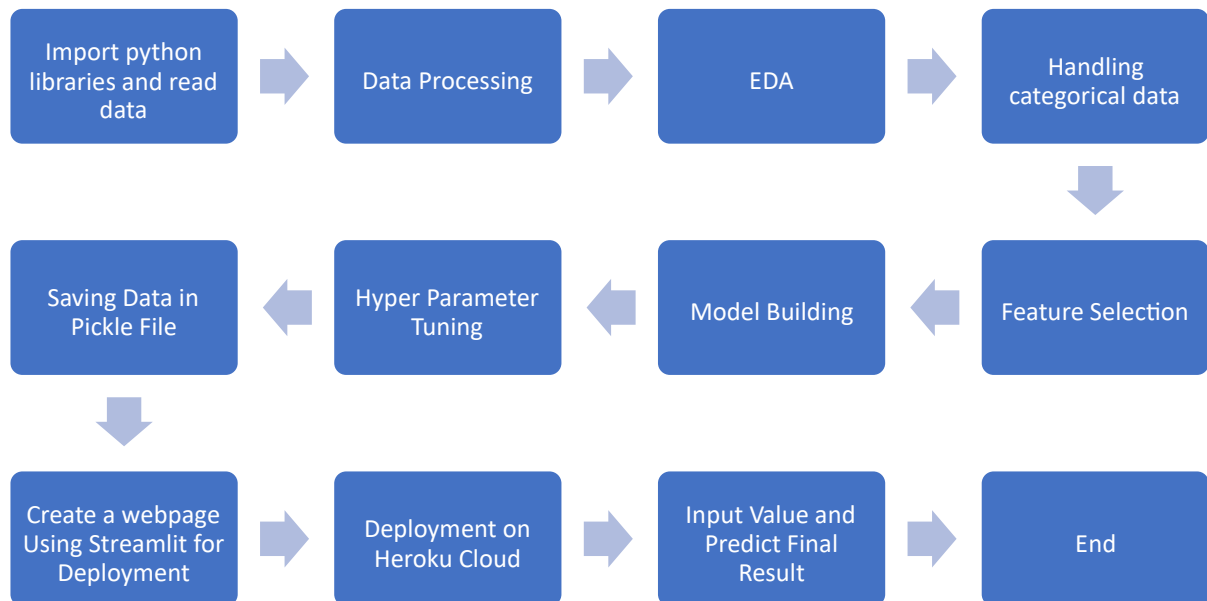 Import python
libraries and read
data
Data Processing
EDA
Handling
categorical data
Feature Selection
Model Building
Hyper Parameter
Tuning
Saving Data in
Pickle File
Create a webpage
Using Streamlit for
Deployment
Deployment on
Heroku Cloud
Input Value and
Predict Final
Result
End